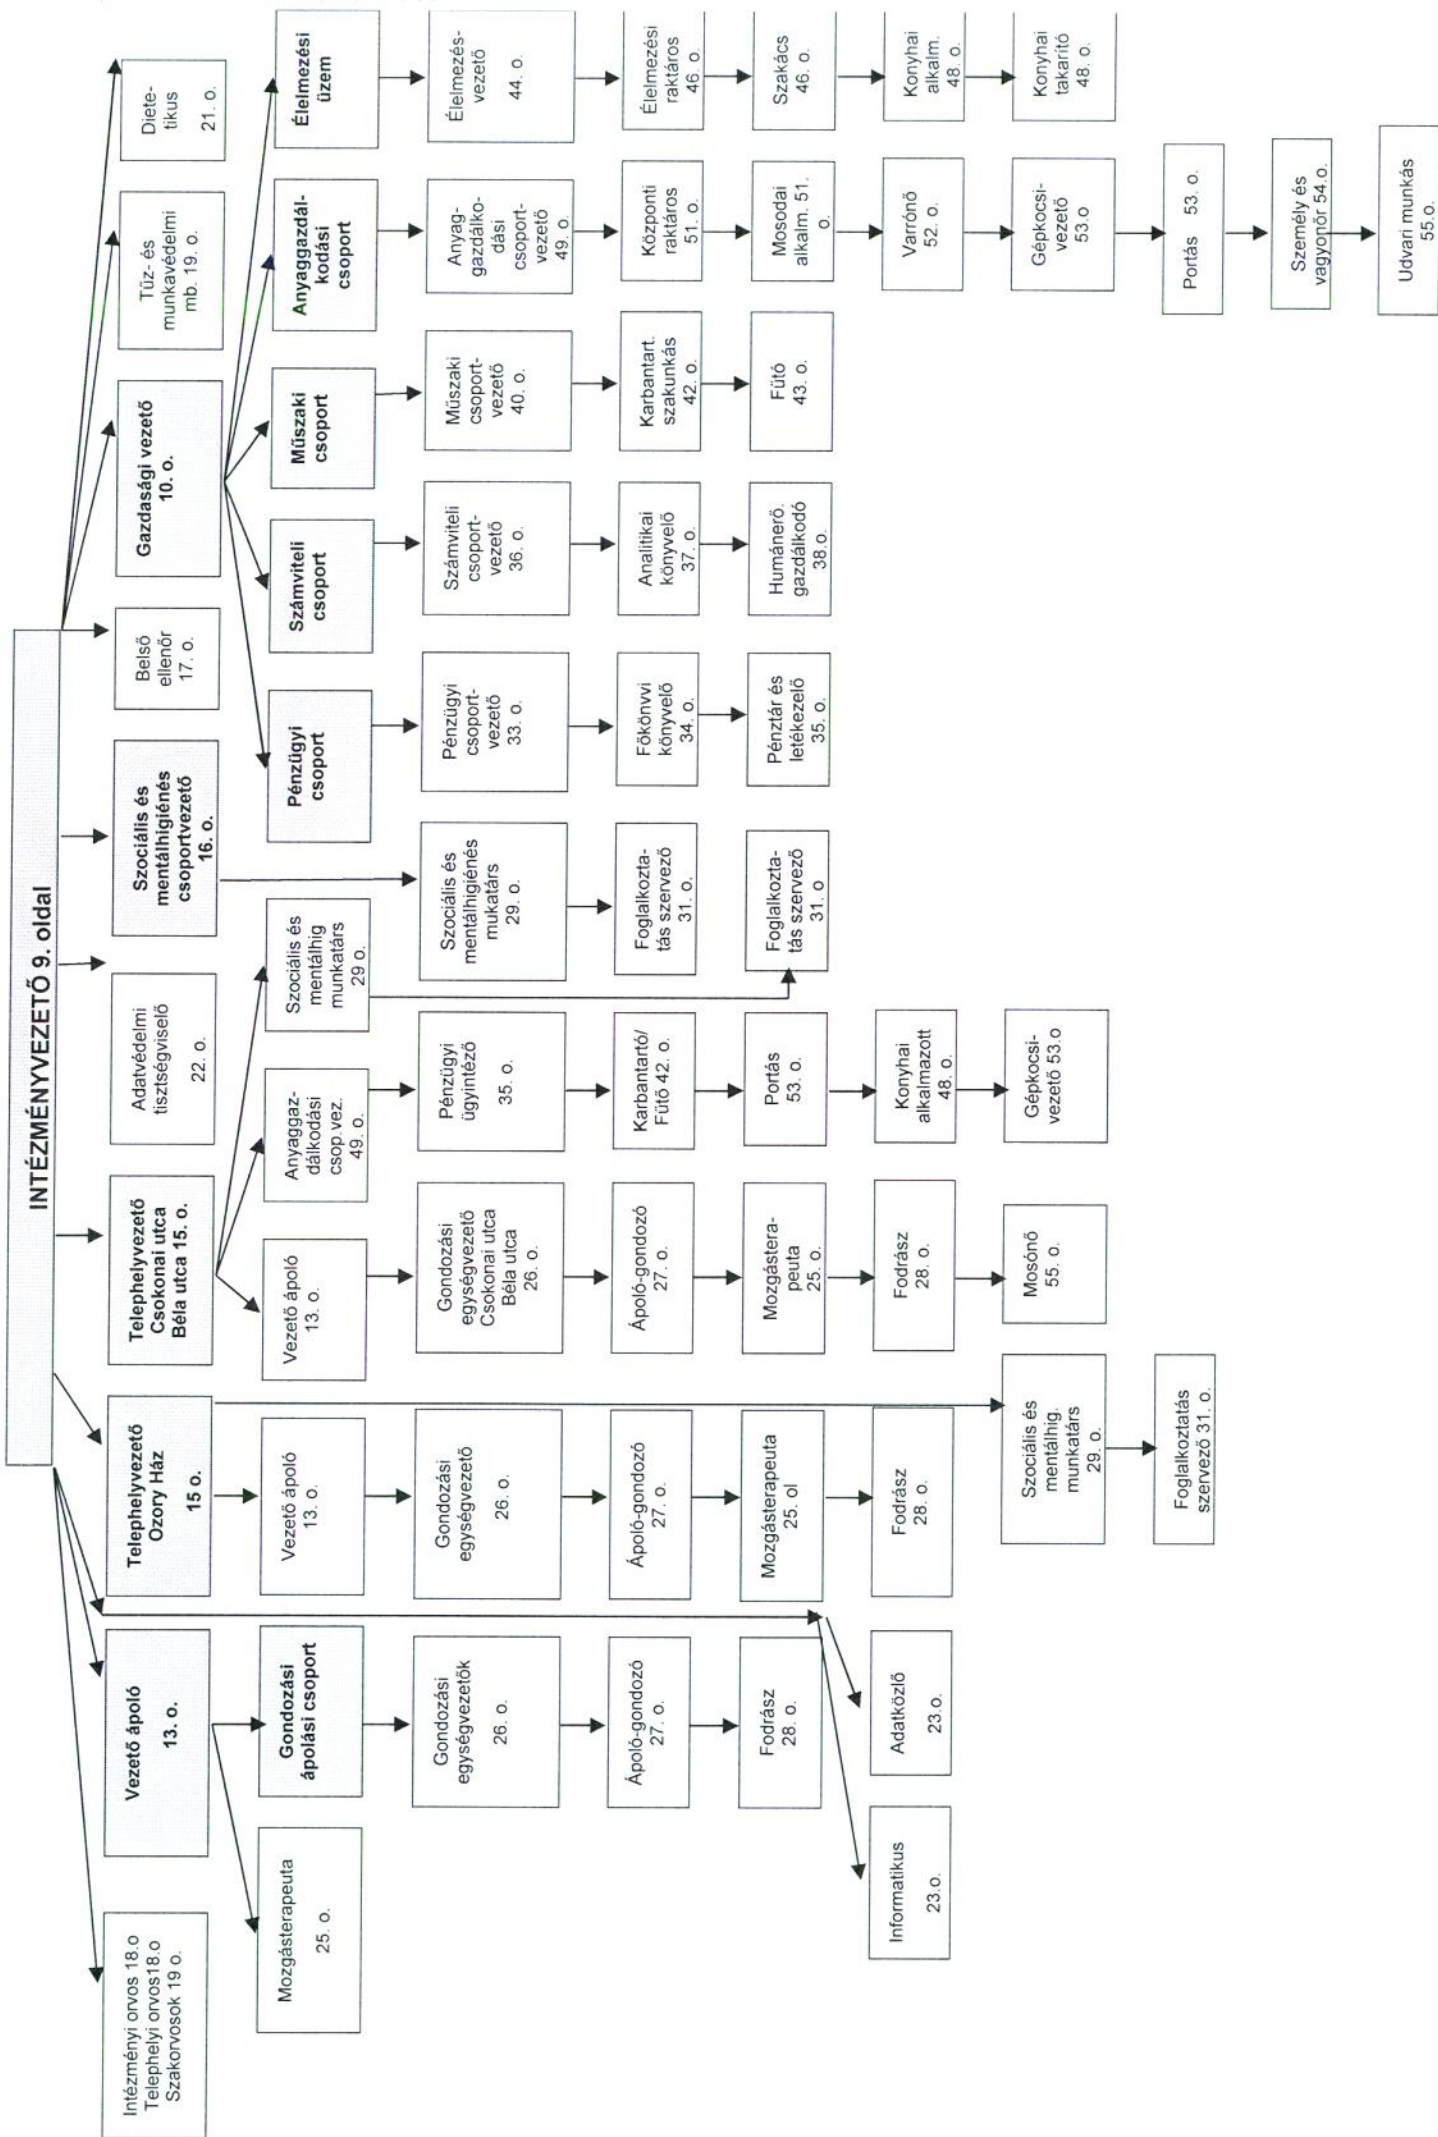 INTÉZMÉNYVEZETŐ 9. oldal
Intézményi orvos 18.o
Telephelyi orvos18.o
Szakorvosok 19 o.
Vezető ápoló
13. o.
Telephelyvezető
Ozory Ház
15 o.
Telephelyvezető
Csokonai utca
Béla utca 15. o.
Adatvédelmi
tisztségviselő
22. o.
Szociális és
mentálhigiénés
csoportvezető
16. o.
Belső
ellenőr
17. o.
Gazdasági vezető
10. o.
Tűz- és
munkavédelmi
mb. 19. o.
Diete-
tikus
21. o.
Mozgásterapeuta
25. o.
Gondozási
ápolási csoport
Vezető ápoló
13. o.
Vezető ápoló
13. o.
Anyaggaz-
dálkodási
csop.vez.
49. o.
Szociális és
mentálhig
munkatárs
29 o.
Pénzügyi
csoport
Számviteli
csoport
Műszaki
csoport
Anyaggazdál-
kodási
csoport
Élelmezési
üzem
Gondozási
egységvezetők
26. o.
Gondozási
egységvezető
26. o.
Gondozási
egységvezető
Csokonai utca
Béla utca
26. o.
Pénzügyi
ügyintéző
35. o.
Szociális és
mentálhigiénés
mukatárs
29. o.
Pénzügyi
csoport-
vezető
33. o.
Számviteli
csoport-
vezető
36. o.
Műszaki
csoport-
vezető
40. o.
Anyag-
gazdálko-
dási
csoport-
vezető
49. o.
Élelmezés-
vezető
44. o.
Ápoló-gondozó
27. o.
Ápoló-gondozó
27. o.
Ápoló-gondozó
27. o.
Karbantartó/
Fűtő 42. o.
Foglalkozta-
tás szervező
31. o.
Főkönyvi
könyvelő
34. o.
Analitikai
könyvelő
37. o.
Karbantart.
szakunkás
42. o.
Központi
raktáros
51. o.
Élelmezési
raktáros
46. o.
Fodrász
28. o.
Mozgásterapeuta
25. ol
Mozgástera-
peuta
25. o.
Portás
53. o.
Foglalkozta-
tás szervező
31. o
Pénztár és
letékezelő
35. o.
Humánerő.
gazdálkodó
38.o.
Fűtő
43. o.
Mosodai
alkalm. 51.
o.
Szakács
46. o.
Informatikus
23.o.
Adatközlő
23.o.
Fodrász
28. o.
Fodrász
28. o.
Konyhai
alkalmazott
48. o.
Varrónő
52. o.
Konyhai
alkalm.
48. o.
Szociális és
mentálhig.
munkatárs
29. o.
Mosónő
55. o.
Gépkocsi-
vezető 53.o
Gépkocsi-
vezető
53.o
Konyhai
takarító
48. o.
Foglalkoztatás
szervező 31. o.
Portás 53. o.
Személy és
vagyonőr 54.o.
Udvari munkás
55.o.